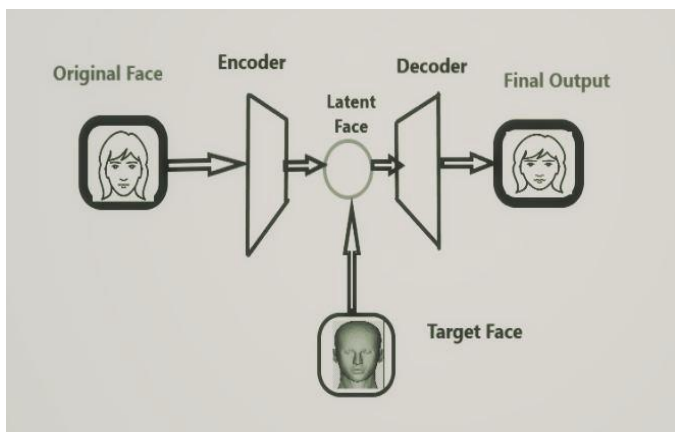 Original Face
Encoder
Latent
Face
Decoder
Final Output
Target Face